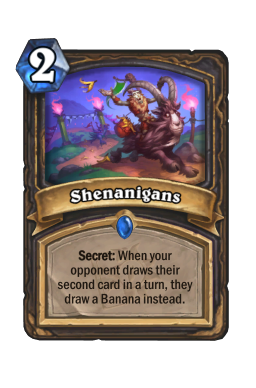 2
Shenanigans
Secret: When your
opponent draws their
second card in a turn, they
draw a Banana instead.